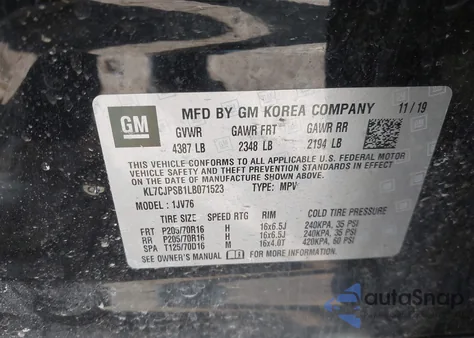 GM
MFD BY GM KOREA COMPANY 11/19
GVWR GAWR FRT GAWR RR
4387 LB 2348 LB 2194 LB
THIS VEHICLE CONFORMS TO ALL APPLICABLE U.S. FEDERAL MOTOR
VEHICLE SAFETY, BUMPER, AND THEFT PREVENTION STANDARDS IN
EFFECT ON THE DATE OF MANUFACTURE SHOWN ABOVE.
KL7CJPSB1LB071523 TYPE: MPV
MODEL: 1JV76
TIRE SIZE SPEED RTG RIM COLD TIRE PRESSURE
FRT P205/70R16 H 16x6.5J 240KPA, 35 PSI
RR P205/70R16 H 16x6.5J 240KPA, 35 PSI
SPA T125/70D16 M 16x4.0T 420KPA, 60 PSI
SEE OWNER'S MANUAL FOR MORE INFORMATION
autoSnap